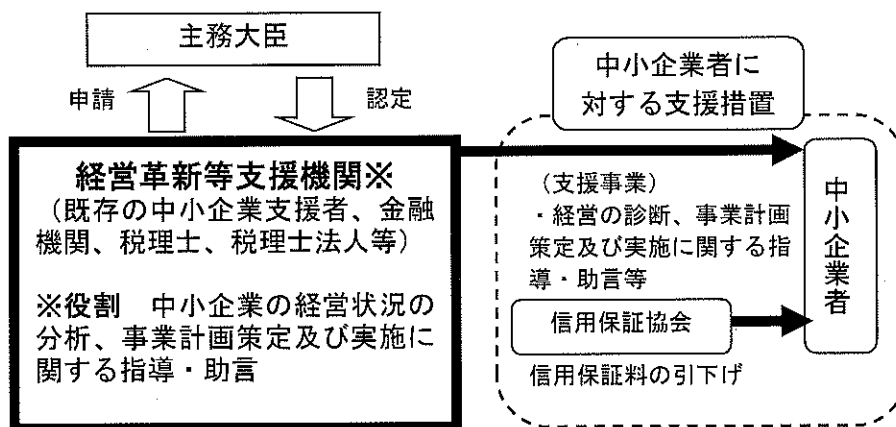 主務大臣
申請
認定
経営革新等支援機関※
（既存の中小企業支援者、金融
機関、税理士、税理士法人等）
※役割　中小企業の経営状況の
分析、事業計画策定及び実施に
関する指導・助言
中小企業者に
対する支援措置
（支援事業）
・経営の診断、事業計画
策定及び実施に関する指
導・助言等
信用保証協会
信用保証料の引下げ
中小企業者